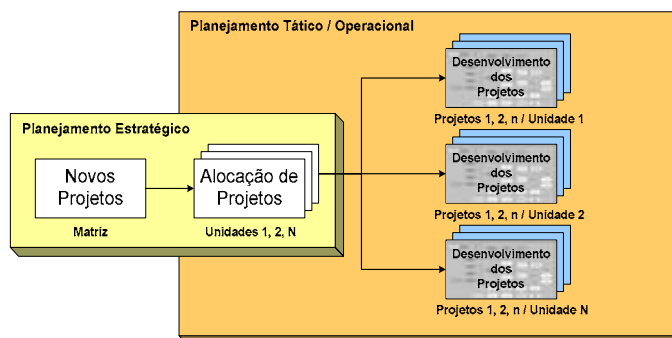 Planejamento Tático / Operacional
Desenvolvimento
dos
Projetos
Projetos 1, 2, n / Unidade 1
Planejamento Estratégico
Novos
Projetos
Matriz
Alocação de
Projetos
Unidades 1, 2, N
Desenvolvimento
dos
Projetos
Projetos 1, 2, n / Unidade 2
Desenvolvimento
dos
Projetos
Projetos 1, 2, n / Unidade N